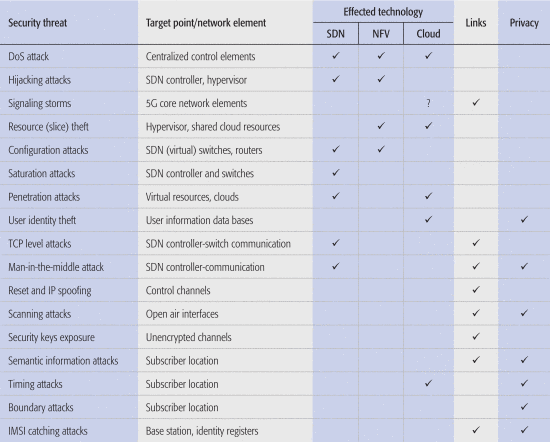 Security threat Target point/network element Effected technology Links Privacy
SDN NFV Cloud
DoS attack Centralized control elements ✓ ✓ ✓
Hijacking attacks SDN controller, hypervisor ✓ ✓
Signaling storms 5G core network elements ? ✓
Resource (slice) theft Hypervisor, shared cloud resources ✓ ✓
Configuration attacks SDN (virtual) switches, routers ✓ ✓
Saturation attacks SDN controller and switches ✓
Penetration attacks Virtual resources, clouds ✓ ✓
User identity theft User information data bases ✓ ✓
TCP level attacks SDN controller-switch communication ✓ ✓
Man-in-the-middle attack SDN controller-communication ✓ ✓ ✓
Reset and IP spoofing Control channels ✓
Scanning attacks Open air interfaces ✓ ✓
Security keys exposure Unencrypted channels ✓
Semantic information attacks Subscriber location ✓ ✓
Timing attacks Subscriber location ✓ ✓
Boundary attacks Subscriber location ✓
IMSI catching attacks Base station, identity registers ✓ ✓